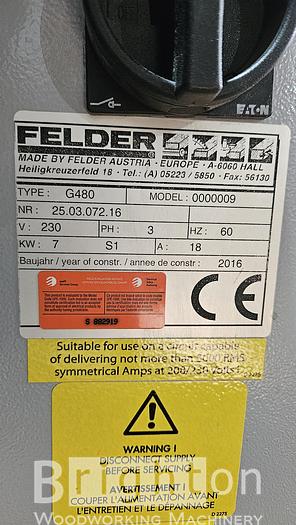 EATON
FELDER
MADE BY FELDER AUSTRIA - EUROPE - A-6060 HALL
Heiligkreuzerfeld 18 · Tel.: (A) 05223 / 5850 · Fax: 56130
TYPE : G480 MODEL: 0000009
NR : 25.03.072.16
V : 230 PH : 3 HZ : 60
KW : 7 S1 A : 18
Baujahr / year of constr. / annee de constr : 2016
S 882919
CE
Suitable for use on a circuit capable
of delivering not more than 5000 RMS
symmetrical Amps at 200/230 volts
WARNING !
DISCONNECT SUPPLY
BEFORE SERVICING
AVERTISSEMENT !
COUPER L'ALIMENTATION AVANT
L'ENTRETIEN ET LE DÉPANNAGE
WOODWORKING MACHINERY